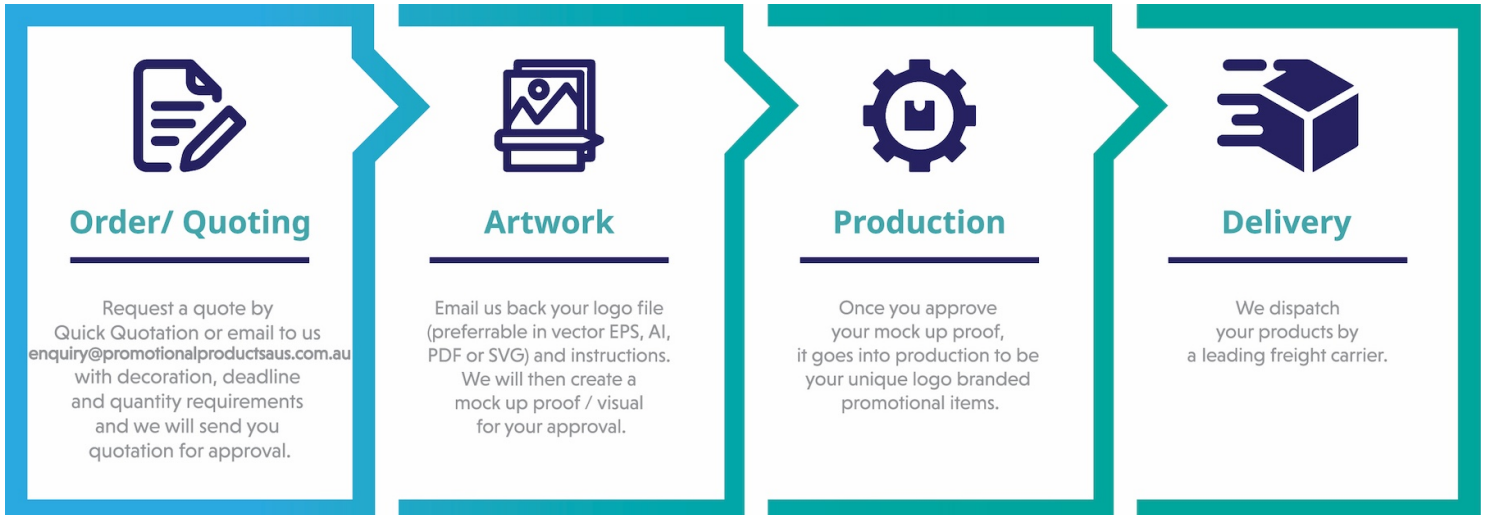 Order/ Quoting
Request a quote by
Quick Quotation or email to us
enquiry@promotionalproductsaus.com.au
with decoration, deadline
and quantity requirements
and we will send you
quotation for approval.
Artwork
Email us back your logo file
(preferrable in vector EPS, AI,
PDF or SVG) and instructions.
We will then create a
mock up proof / visual
for your approval.
Production
Once you approve
your mock up proof,
it goes into production to be
your unique logo branded
promotional items.
Delivery
We dispatch
your products by
a leading freight carrier.